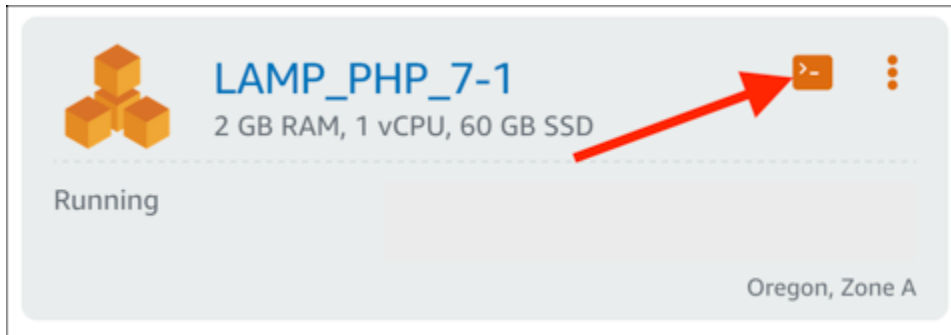 LAMP_PHP_7-1
2 GB RAM, 1 vCPU, 60 GB SSD
Running
Oregon, Zone A